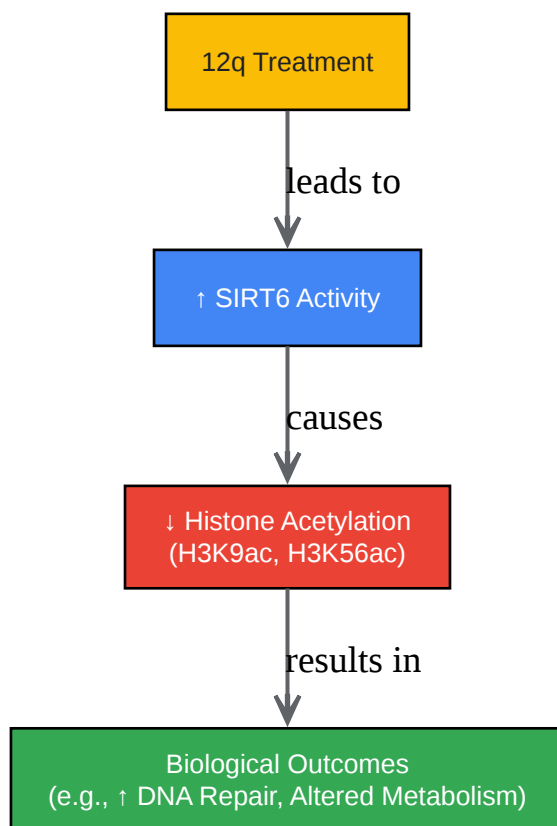 12q Treatment
leads to
↑ SIRT6 Activity
causes
↓ Histone Acetylation
(H3K9ac, H3K56ac)
results in
Biological Outcomes
(e.g., ↑ DNA Repair, Altered Metabolism)